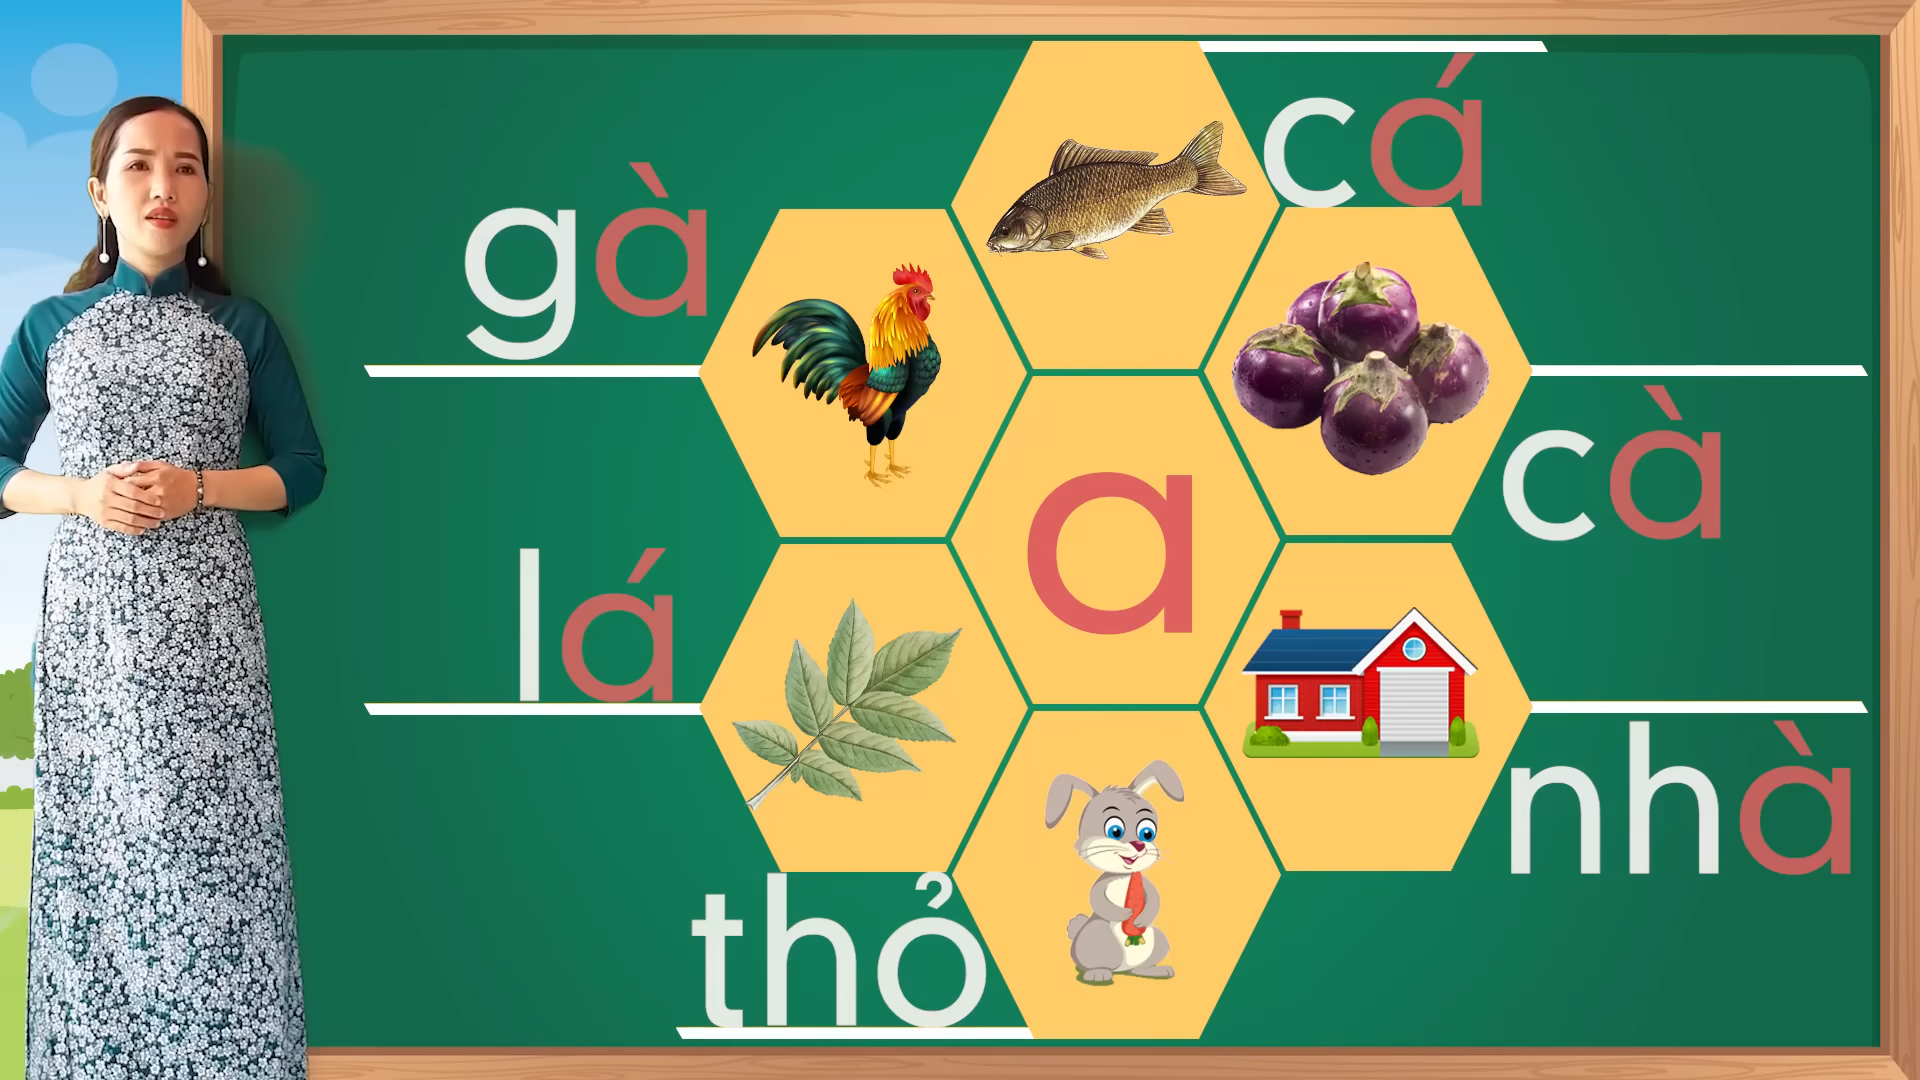 cá
gà
cà
a
lá
nhà
thỏ